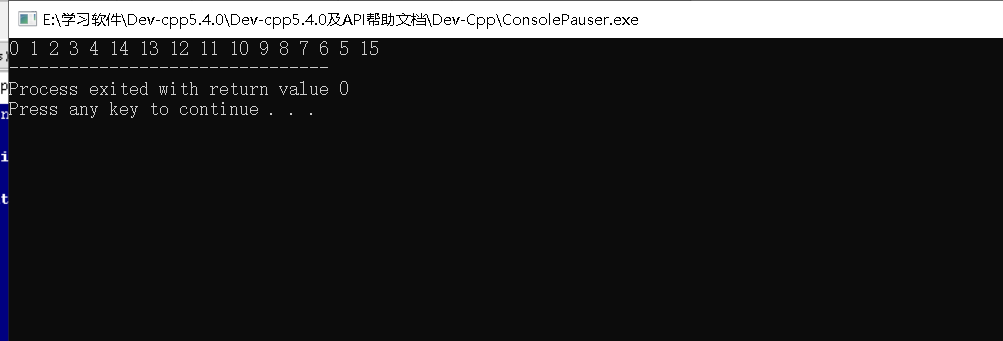 E:\学习软件\Dev-cpp5.4.0\Dev-cpp5.4.0及API帮助文档\Dev-Cpp\ConsolePauser.exe
0 1 2 3 4 14 13 12 11 10 9 8 7 6 5 15
--------------------------------
Process exited with return value 0
Press any key to continue . . .